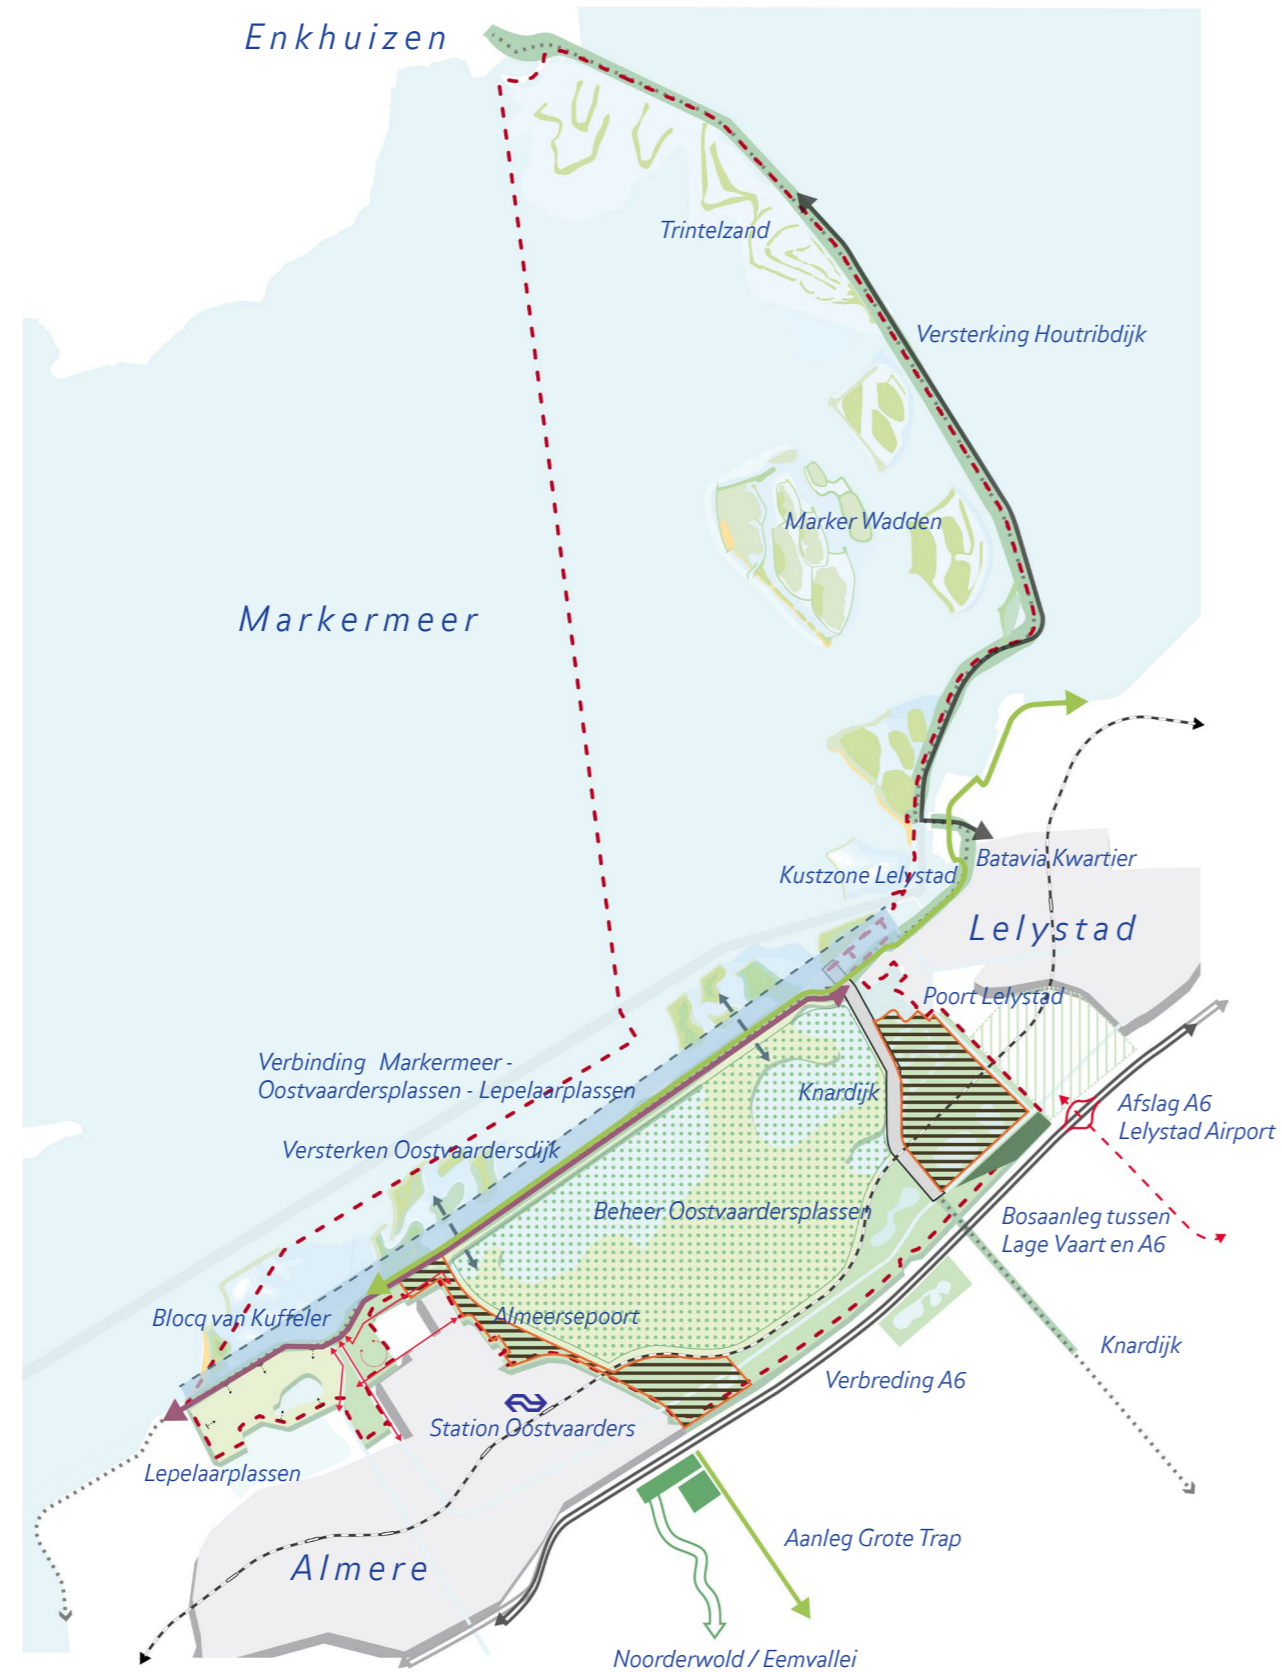 Enkhuizen
Trintelzand
Versterking Houtribdijk
Marker Wadden
Markermeer
Batavia Kwartier
Kustzone Lelystad
Lelystad
Poort Lelystad
Verbinding Markermeer -
Oostvaardersplassen - Lepelaarplassen
Knardijk
Afslag A6
Lelystad Airport
Versterken Oostvaardersdijk
Beheer Oostvaardersplassen
Bosaanleg tussen
Lage Vaart en A6
Blocq van Kuffeler
Almeersepoort
Knardijk
Verbreding A6
Station Oostvaarders
Lepelaarplassen
Aanleg Grote Trap
Almere
Noorderwold / Eemvallei